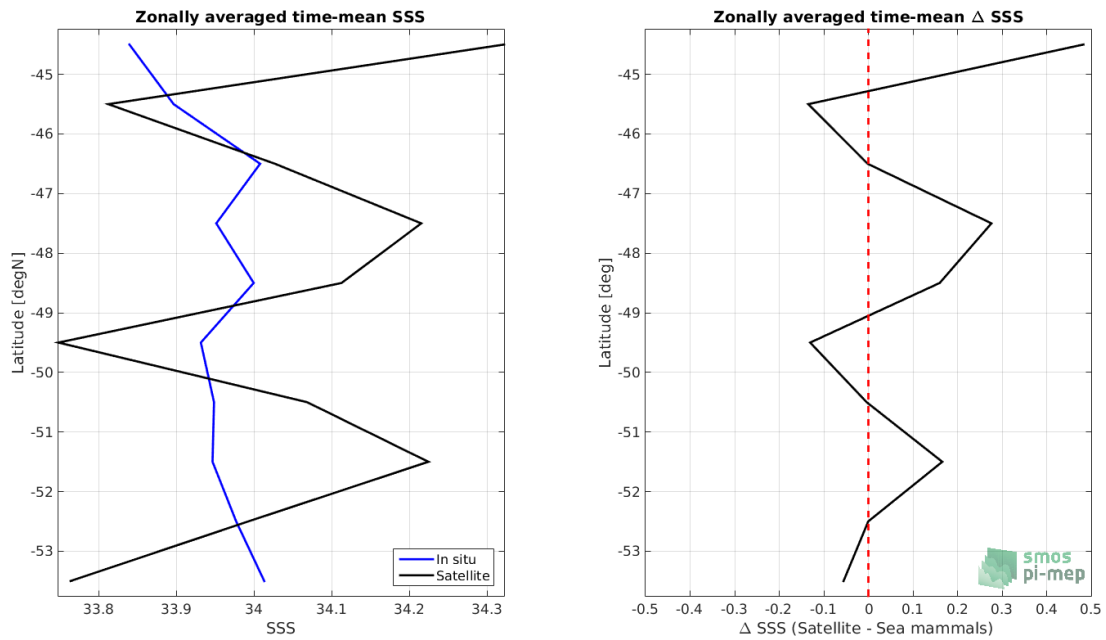 Zonally averaged time-mean SSS
Latitude [degN]
-45
-46
-47
-48
-49
-50
-51
-52
-53
33.8 33.9 34 34.1 34.2 34.3
SSS
In situ
Satellite
Zonally averaged time-mean Δ SSS
Latitude [deg]
-45
-46
-47
-48
-49
-50
-51
-52
-53
-0.5 -0.4 -0.3 -0.2 -0.1 0 0.1 0.2 0.3 0.4 0.5
Δ SSS (Satellite - Sea mammals)
smos
pi-mep